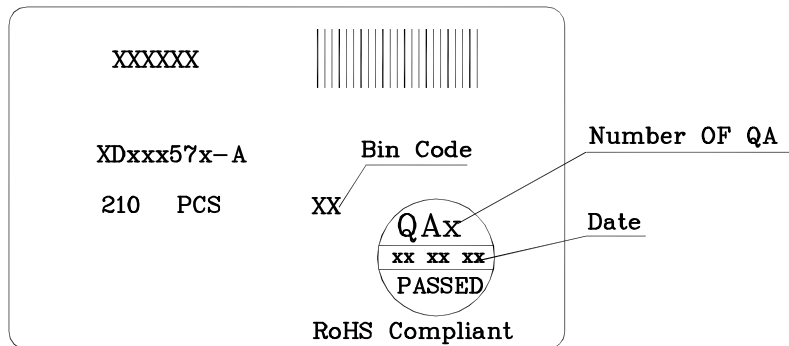 XXXXXX
XDxxx57x-A
Bin Code
Number OF QA
210 PCS
XX
QAx
Date
xx xx xx
PASSED
RoHS Compliant